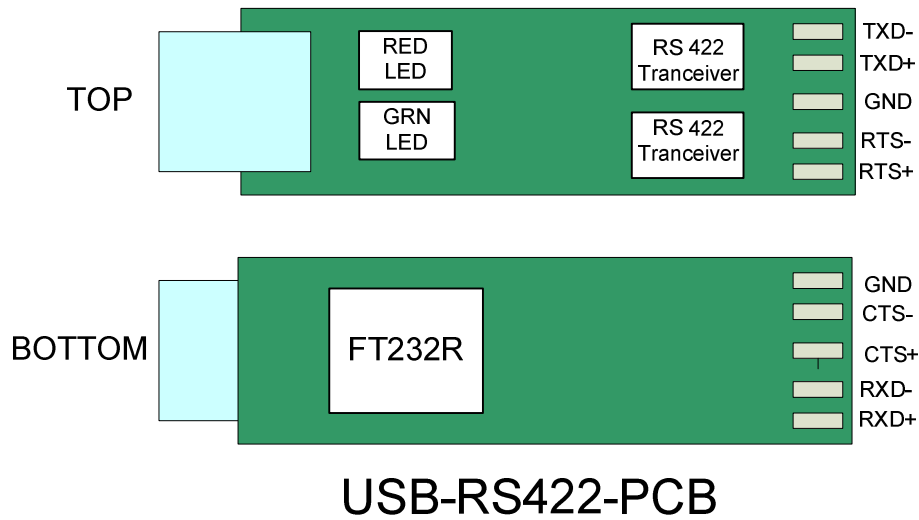 TOP
RED
LED
GRN
LED
RS 422
Tranceiver
RS 422
Tranceiver
TXD-
TXD+
GND
RTS-
RTS+
BOTTOM
FT232R
GND
CTS-
CTS+
RXD-
RXD+
USB-RS422-PCB